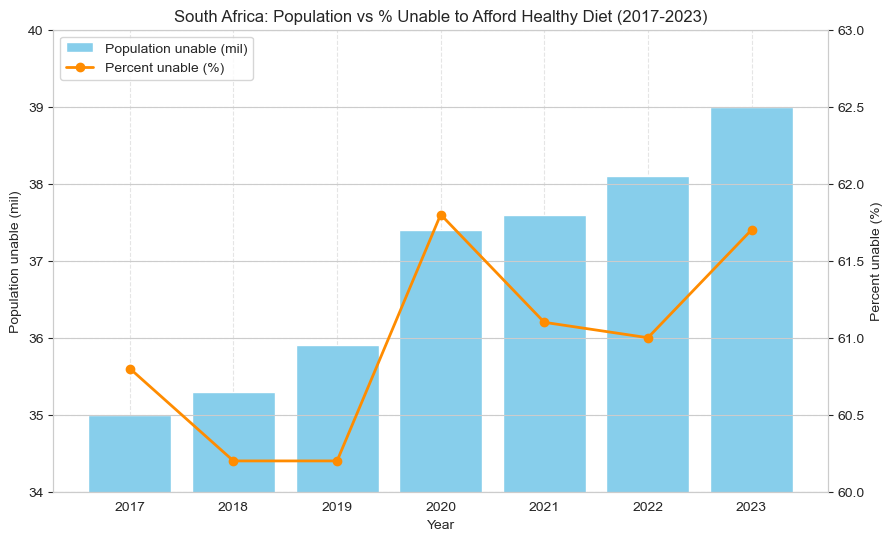 South Africa: Population vs % Unable to Afford Healthy Diet (2017-2023)
Population unable (mil)
Percent unable (%)
Population unable (mil)
40
39
38
37
36
35
34
63.0
62.5
62.0
61.5
61.0
60.5
60.0
Percent unable (%)
2017 2018 2019 2020 2021 2022 2023
Year